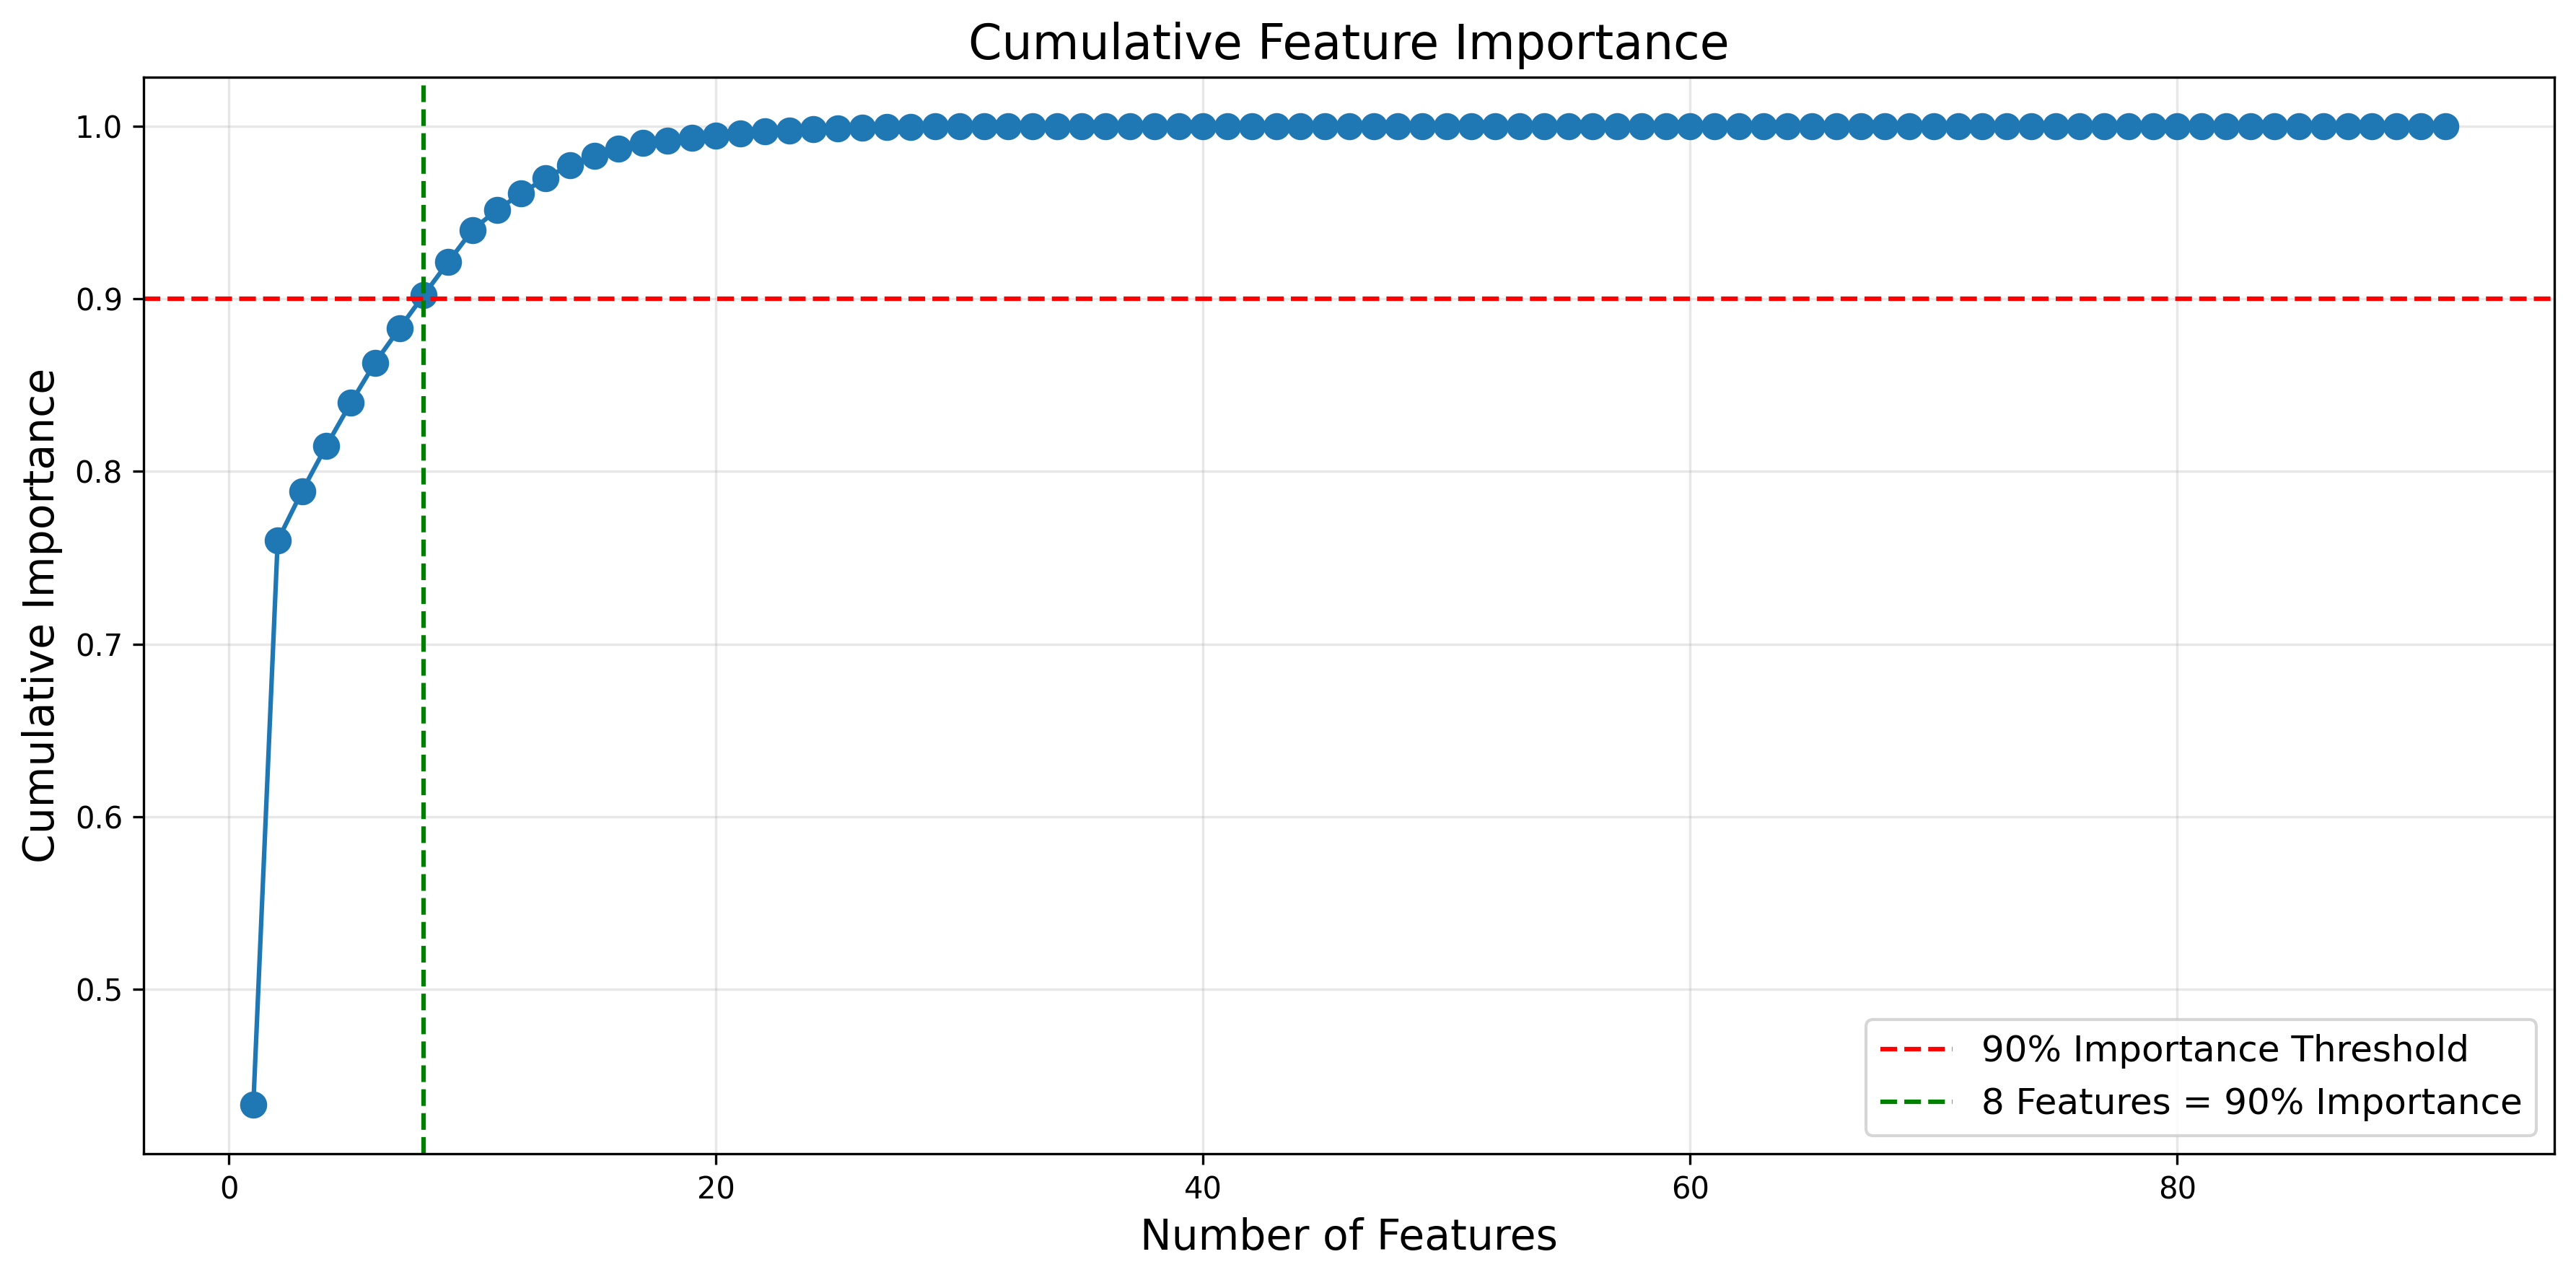 Cumulative Feature Importance
1.0
0.9
0.8
0.7
0.6
0.5
Cumulative Importance
90% Importance Threshold
8 Features = 90% Importance
0 20 40 60 80
Number of Features